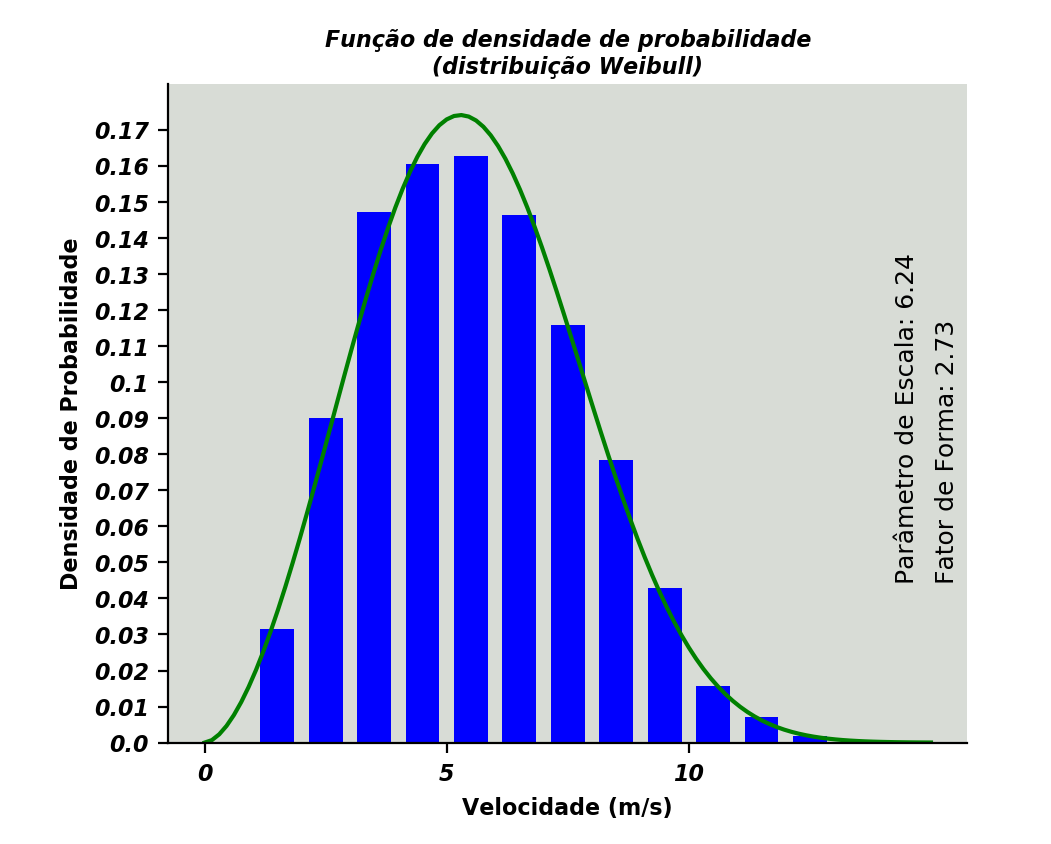 Função de densidade de probabilidade
(distribuição Weibull)
Densidade de Probabilidade
0.17
0.16
0.15
0.14
0.13
0.12
0.11
0.1
0.09
0.08
0.07
0.06
0.05
0.04
0.03
0.02
0.01
0.0
0 5 10
Velocidade (m/s)
Parâmetro de Escala: 6.24
Fator de Forma: 2.73